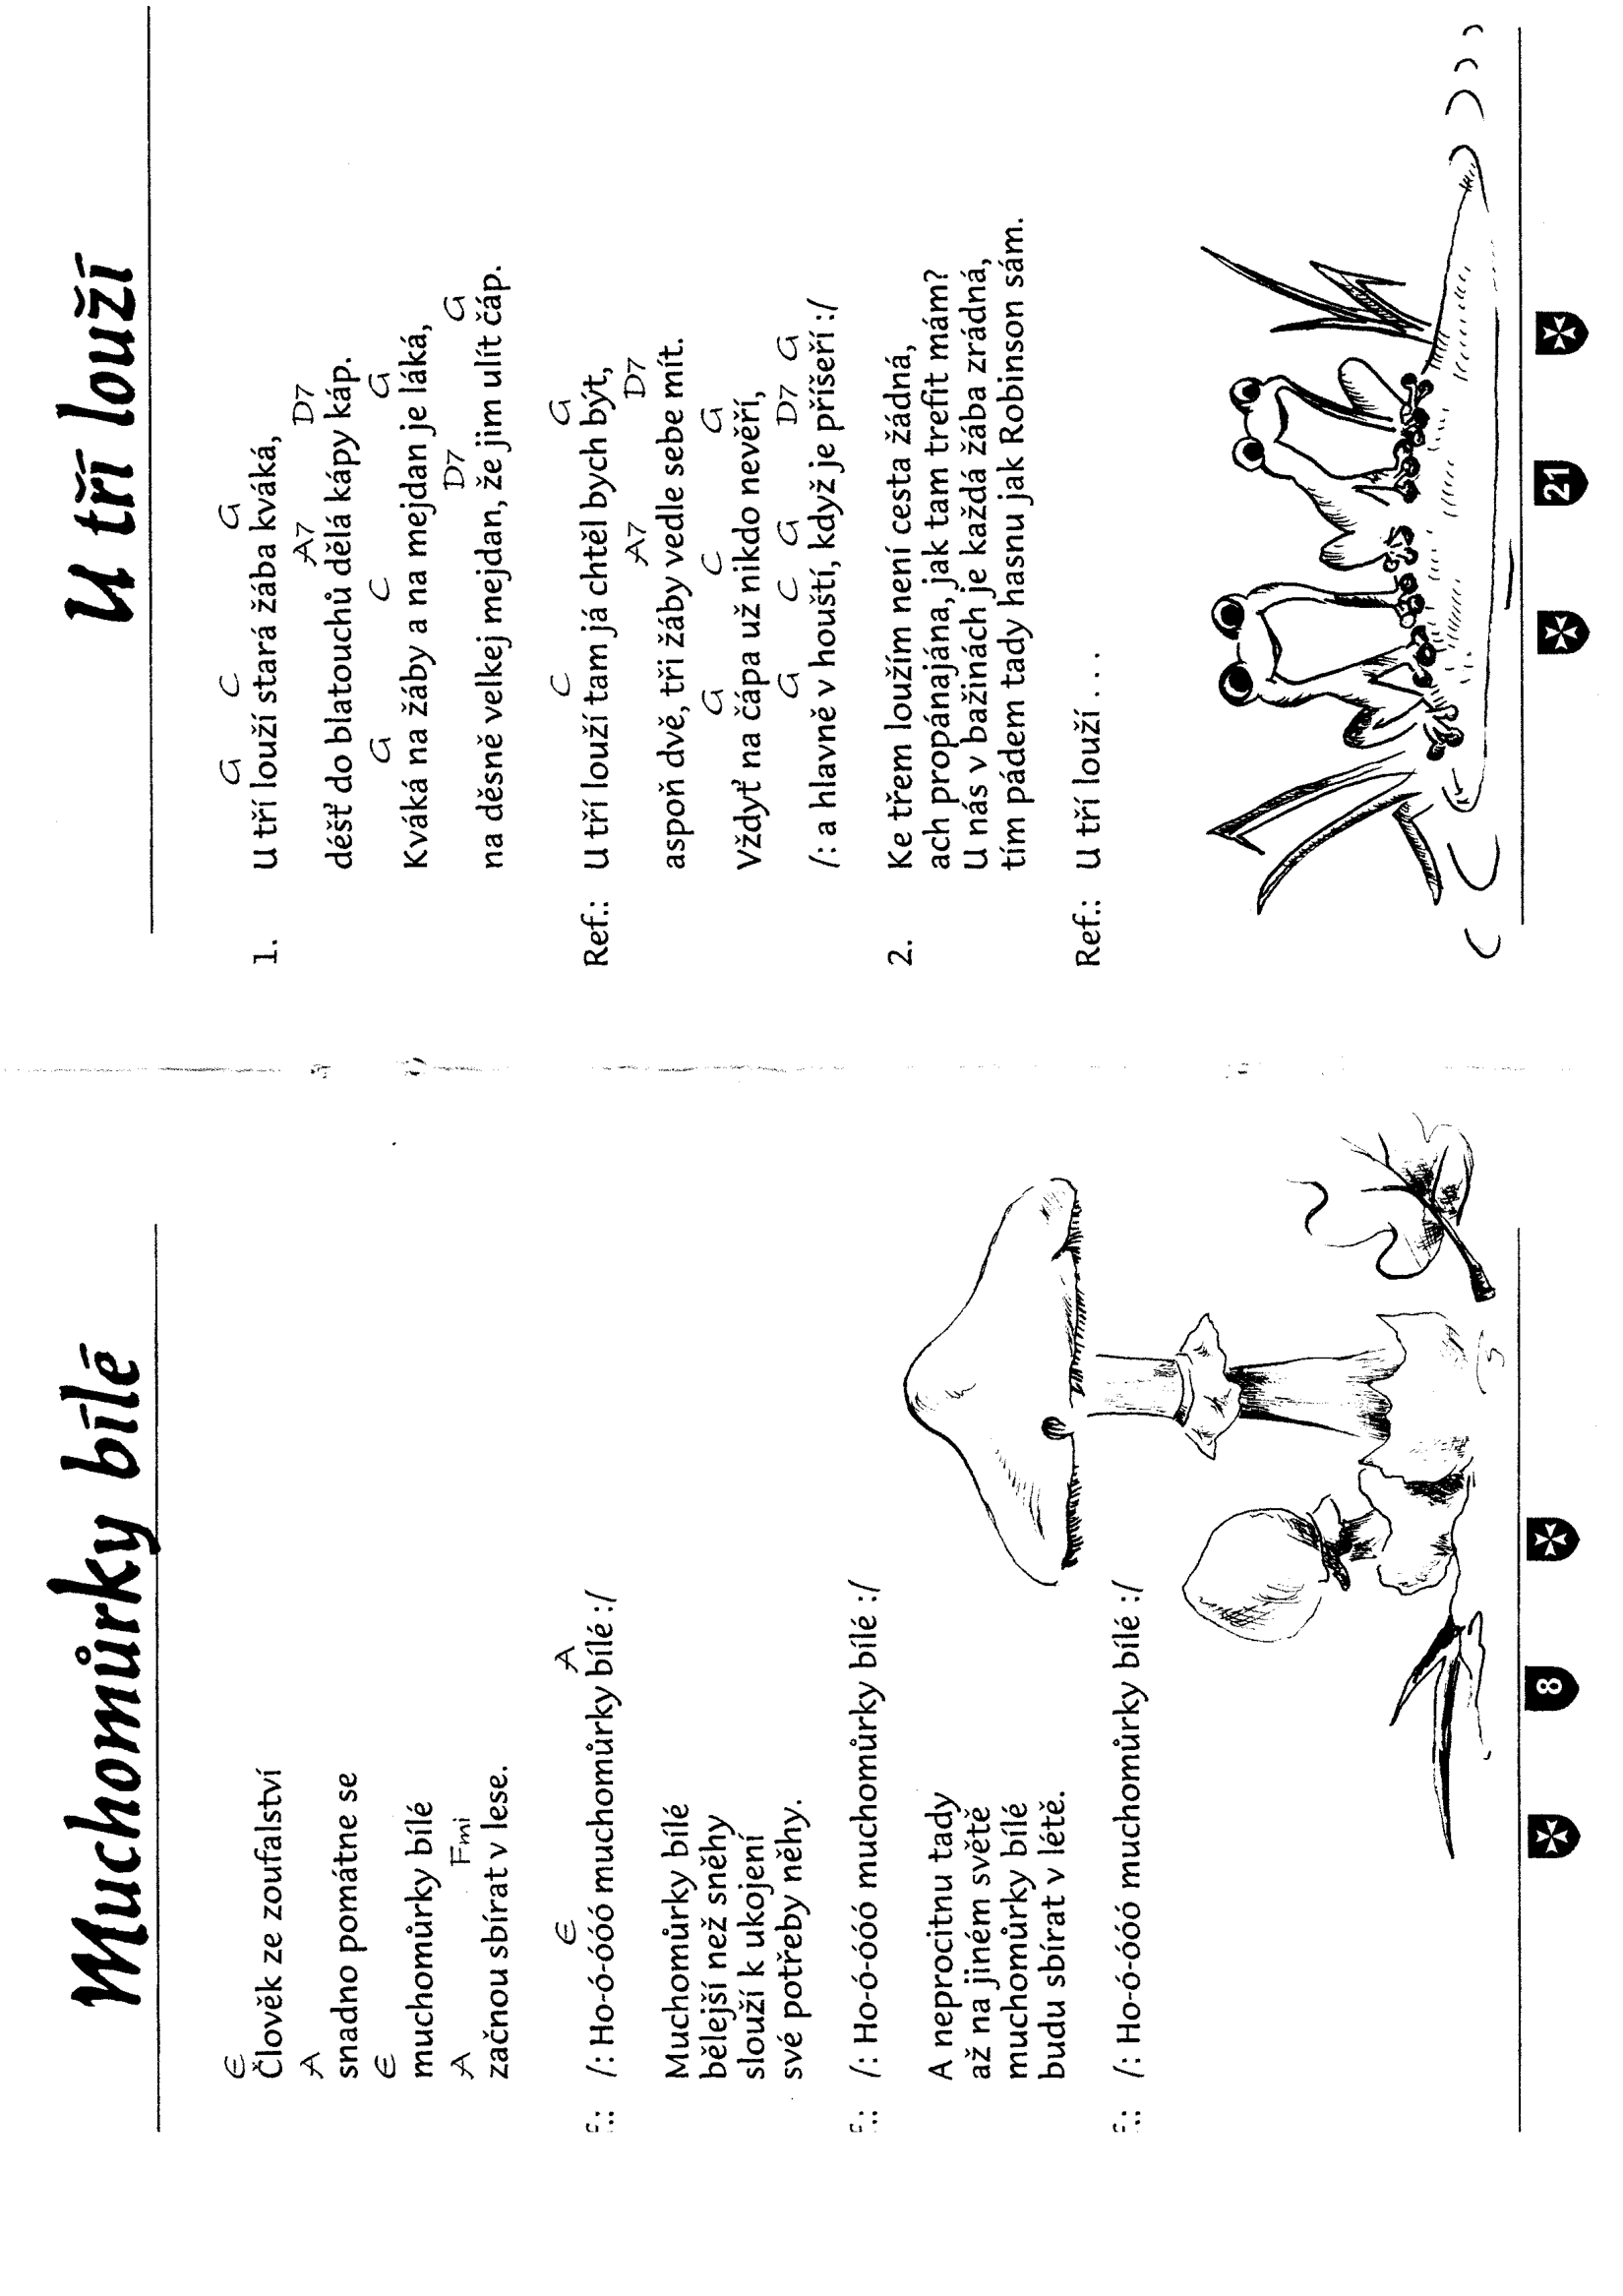 Muchomůrky bílé
E
Člověk ze zoufalství
A
snadno pomátne se
E
muchomůrky bílé
A Fmi
začnou sbírat v lese.
E A
f.: /: Ho-ó-óóó muchomůrky bílé :/
Muchomůrky bílé
bělejší než sněhy
slouží k ukojení
své potřeby něhy.
f.: /: Ho-ó-óóó muchomůrky bílé :/
A neprocitnu tady
až na jiném světě
muchomůrky bílé
budu sbírat v létě.
f.: /: Ho-ó-óóó muchomůrky bílé :/
8
U tří louží
G C G
1. U tří louží stará žába kváká,
A7 D7
déšť do blatouchů dělá kápy káp.
G C G
Kváká na žáby a na mejdan je láká,
D7 G
na děsně velkej mejdan, že jim ulít čáp.
C G
Ref.: U tří louží tam já chtěl bych být,
A7 D7
aspoň dvě, tři žáby vedle sebe mít.
G C G
Vždyť na čápa už nikdo nevěří,
G C G D7 G
/: a hlavně v houští, když je příšeří :/
2. Ke třem loužím není cesta žádná,
ach propánajána, jak tam trefit mám?
U nás v bažinách je každá žába zrádná,
tím pádem tady hasnu jak Robinson sám.
Ref.: U tří louží . . .
21